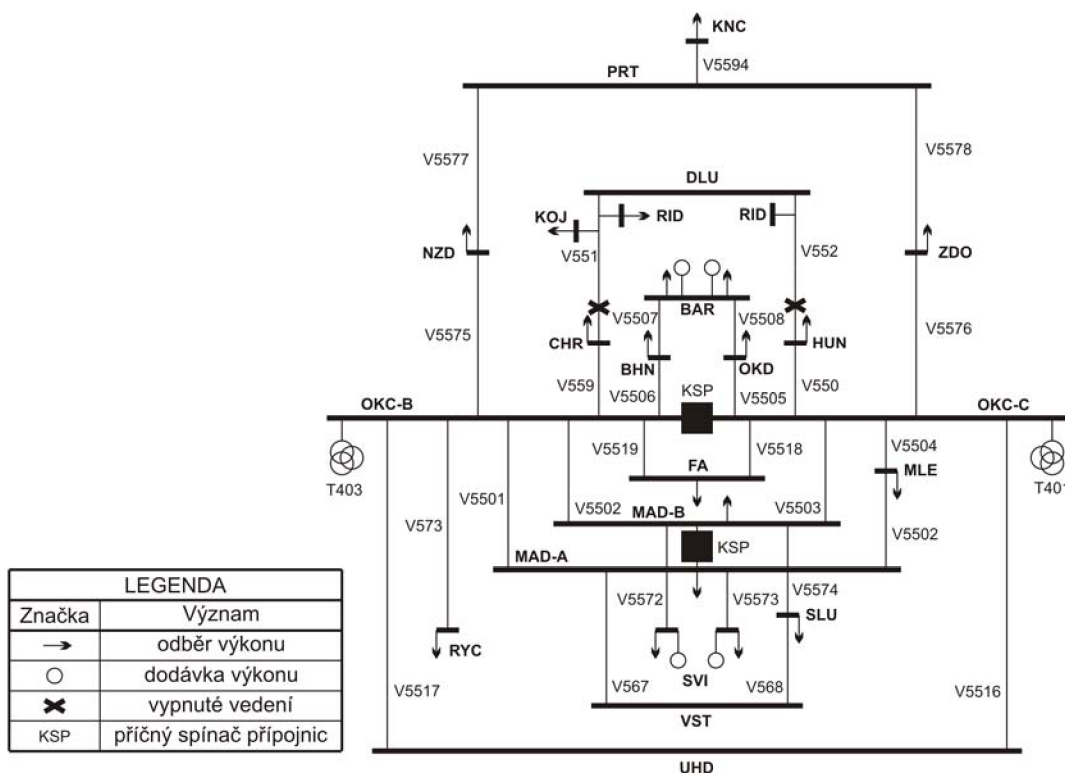 KNC
V5594
PRT
V5577
V5578
DLU
KOJ
RID
RID
NZD
V551
V552
ZDO
V5507
BAR
V5508
V5575
CHR
BHN
OKD
HUN
V5576
V559
V5506
KSP
V5505
V550
OKC-B
OKC-C
T403
V5519
V5518
V5504
T401
FA
MLE
V5501
V573
V5502
MAD-B
V5503
KSP
V5502
MAD-A
LEGENDA
Značka Význam
odběr výkonu
dodávka výkonu
vypnuté vedení
KSP příčný spínač přípojnic
V5572
V5573
V5574
SLU
RYC
V5517
V567
SVI
V568
V5516
VST
UHD